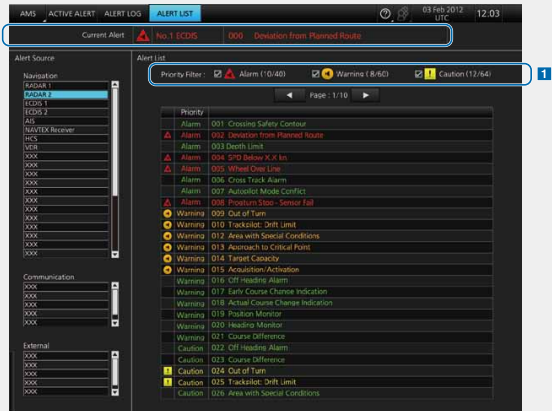 AMS ACTIVE ALERT ALERT LOG ALERT LIST 03 Feb 2012 UTC 12:03
Current Alert No.1 ECDIS 000 Deviation from Planned Route
Alert Source
Navigation
RADAR 1
RADAR 2
ECDIS 1
ECDIS 2
AIS
NAVTEX Receiver
HCS
VDR
XXX
XXX
XXX
XXX
XXX
XXX
XXX
XXX
XXX
XXX
XXX
XXX
Communication
XXX
XXX
XXX
XXX
XXX
External
XXX
XXX
XXX
XXX
XXX
Alert List
Priority Filter : Alarm (10/40) Warning (8/60) Caution (12/64)
1
Page : 1/10
Priority
Alarm 001 Crossing Safety Contour
Alarm 002 Deviation from Planned Route
Alarm 003 Depth Limit
Alarm 004 SPD Below X.X kn
Alarm 005 Wheel Over Line
Alarm 006 Cross Track Alarm
Alarm 007 Autopilot Mode Conflict
Alarm 008 Sensor Fail
Warning 009 Out of Turn
Warning 010 Trackpilot: Drift Limit
Warning 012 Area with Special Conditions
Warning 013 Approach to Critical Point
Warning 014 Target Capacity
Warning 015 Acquisition/Activation
Warning 016 Off Heading Alarm
Warning 017 Early Course Change Indication
Warning 018 Actual Course Change Indication
Warning 019 Position Monitor
Warning 020 Heading Monitor
Warning 021 Course Difference
Caution 022 Off Heading Alarm
Caution 023 Course Difference
Caution 024 Out of Turn
Caution 025 Trackpilot: Drift Limit
Caution 026 Area with Special Conditions